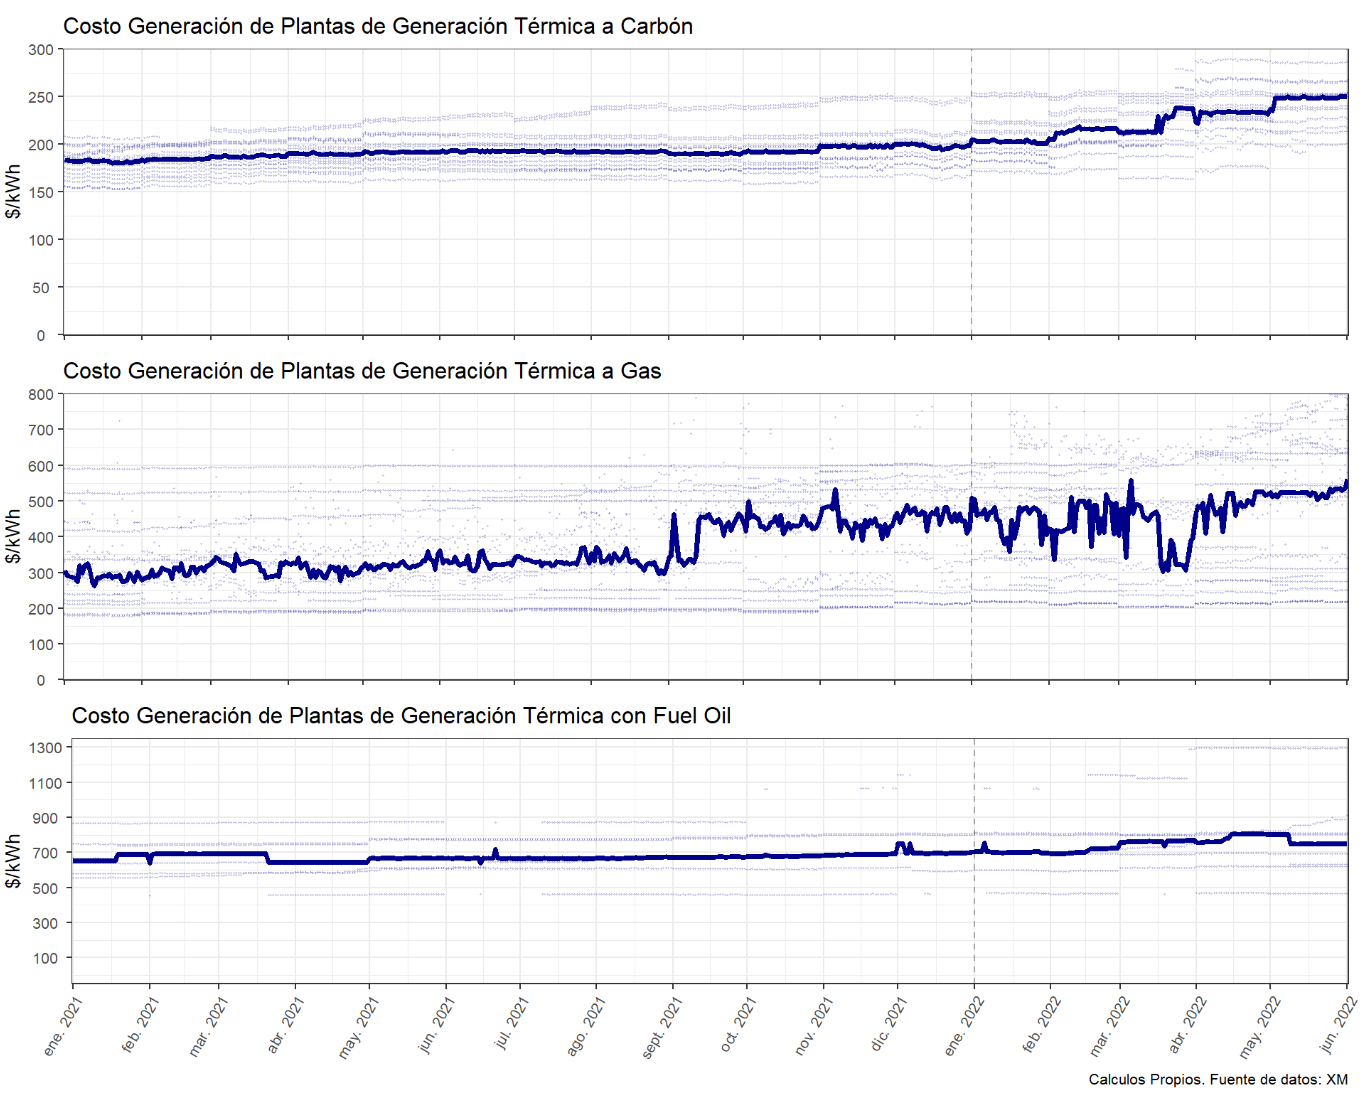 Costo Generación de Plantas de Generación Térmica a Carbón
300
250
200
150
100
50
0
$/kWh
Costo Generación de Plantas de Generación Térmica a Gas
800
700
600
500
400
300
200
100
0
$/kWh
Costo Generación de Plantas de Generación Térmica con Fuel Oil
1300
1100
900
700
500
300
100
$/kWh
ene. 2021
feb. 2021
mar. 2021
abr. 2021
may. 2021
jun. 2021
jul. 2021
ago. 2021
sept. 2021
oct. 2021
nov. 2021
dic. 2021
ene. 2022
feb. 2022
mar. 2022
abr. 2022
may. 2022
jun. 2022
Calculos Propios. Fuente de datos: XM